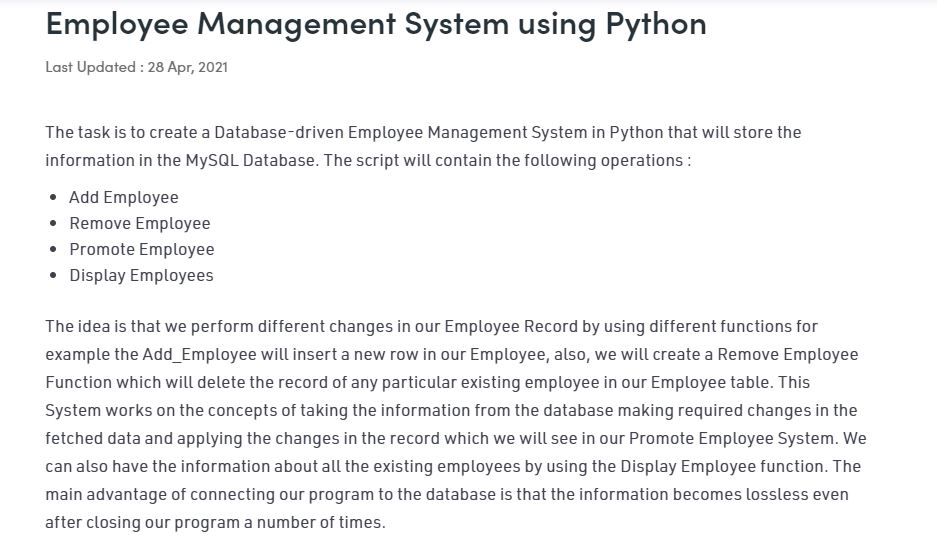 Employee Management System using Python
Last Updated : 28 Apr, 2021
The task is to create a Database-driven Employee Management System in Python that will store the
information in the MySQL Database. The script will contain the following operations :
• Add Employee
• Remove Employee
• Promote Employee
• Display Employees
The idea is that we perform different changes in our Employee Record by using different functions for
example the Add_Employee will insert a new row in our Employee, also, we will create a Remove Employee
Function which will delete the record of any particular existing employee in our Employee table. This
System works on the concepts of taking the information from the database making required changes in the
fetched data and applying the changes in the record which we will see in our Promote Employee System. We
can also have the information about all the existing employees by using the Display Employee function. The
main advantage of connecting our program to the database is that the information becomes lossless even
after closing our program a number of times.